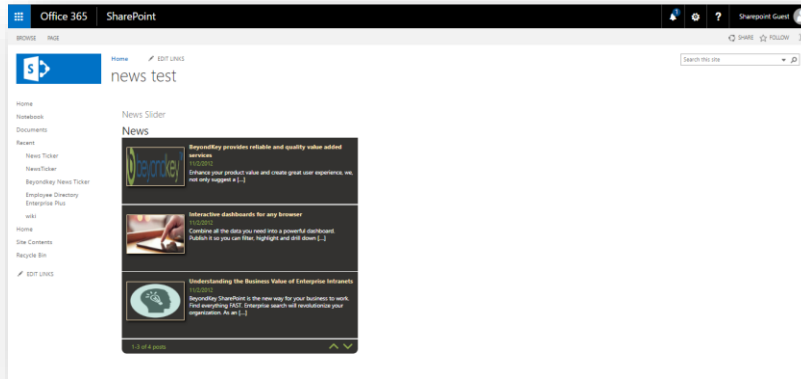 Office 365 SharePoint
Sharepoint Guest
BROWSE PAGE
SHARE FOLLOW
S
Home EDIT LINKS
news test
Search this site
Home
Notebook
Documents
Recent
News Ticker
NewsTicker
Beyondkey News Ticker
Employee Directory
Enterprise Plus
wiki
Home
Site Contents
Recycle Bin
EDIT LINKS
News Slider
News
beyondkey
BeyondKey provides reliable and quality value added
services
11/2/2012
Enhance your product value and create great user experience, we,
not only suggest a [...]
Interactive dashboards for any browser
11/2/2012
Combine all the data you need into a powerful dashboard.
Publish it so you can filter, highlight and drill down [...]
Understanding the Business Value of Enterprise Intranets
11/2/2012
BeyondKey SharePoint is the new way for your business to work.
Find everything FAST. Enterprise search will revolutionize your
organization. As an [...]
1-3 of 4 posts